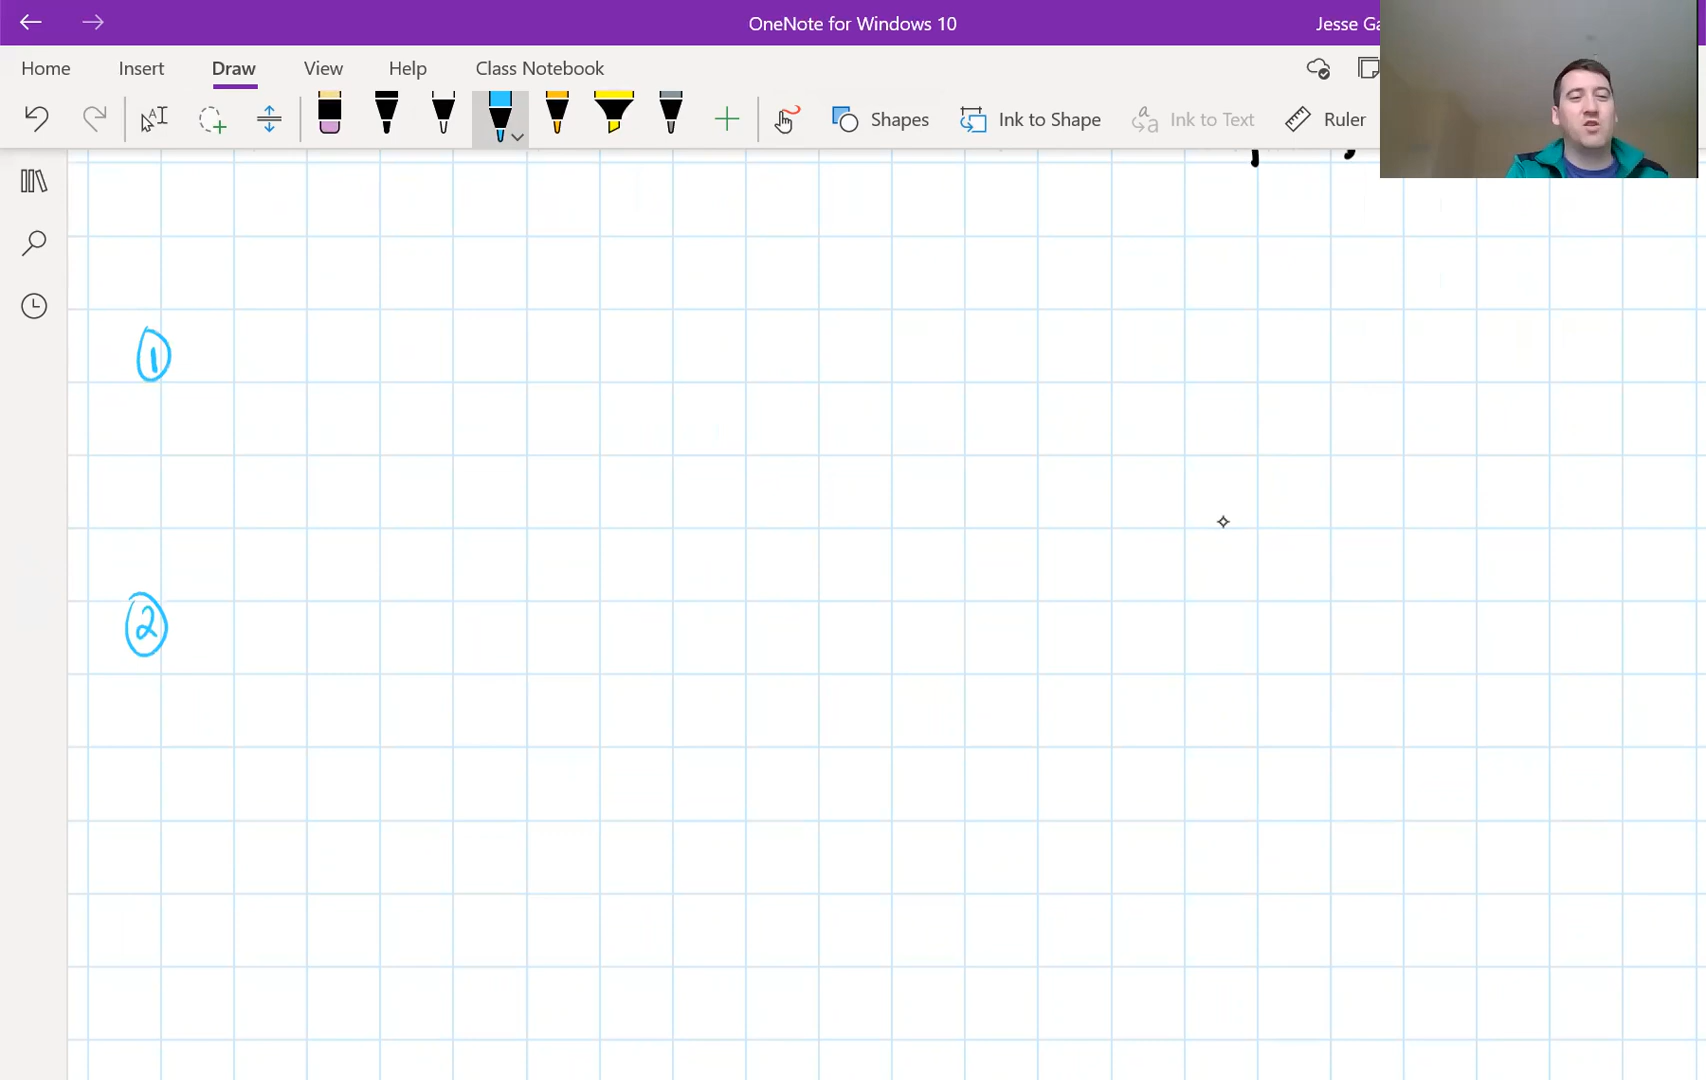 OneNote for Windows 10
Jesse
Home Insert Draw View Help Class Notebook
Shapes Ink to Shape Ink to Text Ruler
1
2